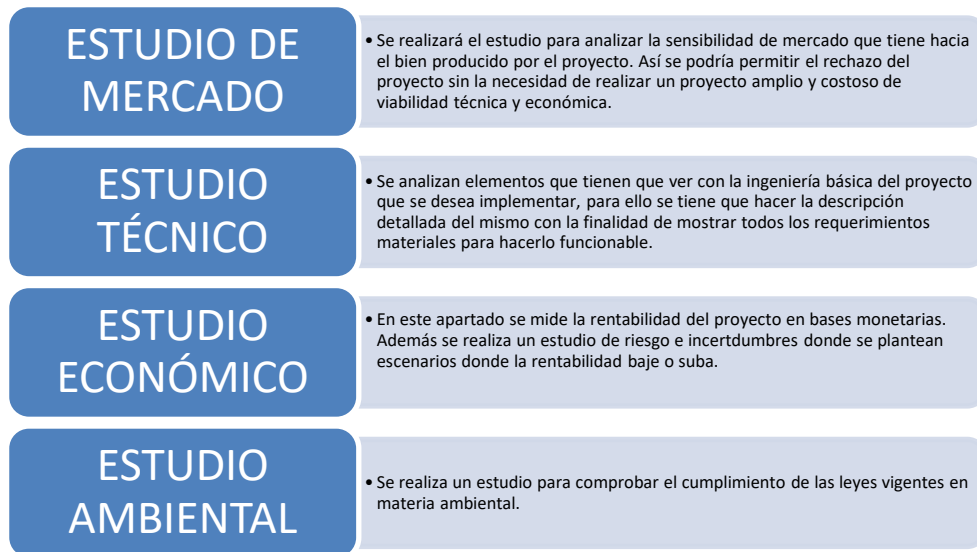 ESTUDIO DE
MERCADO
• Se realizará el estudio para analizar la sensibilidad de mercado que tiene hacia
el bien producido por el proyecto. Así se podría permitir el rechazo del
proyecto sin la necesidad de realizar un proyecto amplio y costoso de
viabilidad técnica y económica.
ESTUDIO
TÉCNICO
• Se analizan elementos que tienen que ver con la ingeniería básica del proyecto
que se desea implementar, para ello se tiene que hacer la descripción
detallada del mismo con la finalidad de mostrar todos los requerimientos
materiales para hacerlo funcionable.
ESTUDIO
ECONÓMICO
• En este apartado se mide la rentabilidad del proyecto en bases monetarias.
Además se realiza un estudio de riesgo e incertdumbres donde se plantean
escenarios donde la rentabilidad baje o suba.
ESTUDIO
AMBIENTAL
• Se realiza un estudio para comprobar el cumplimiento de las leyes vigentes en
materia ambiental.